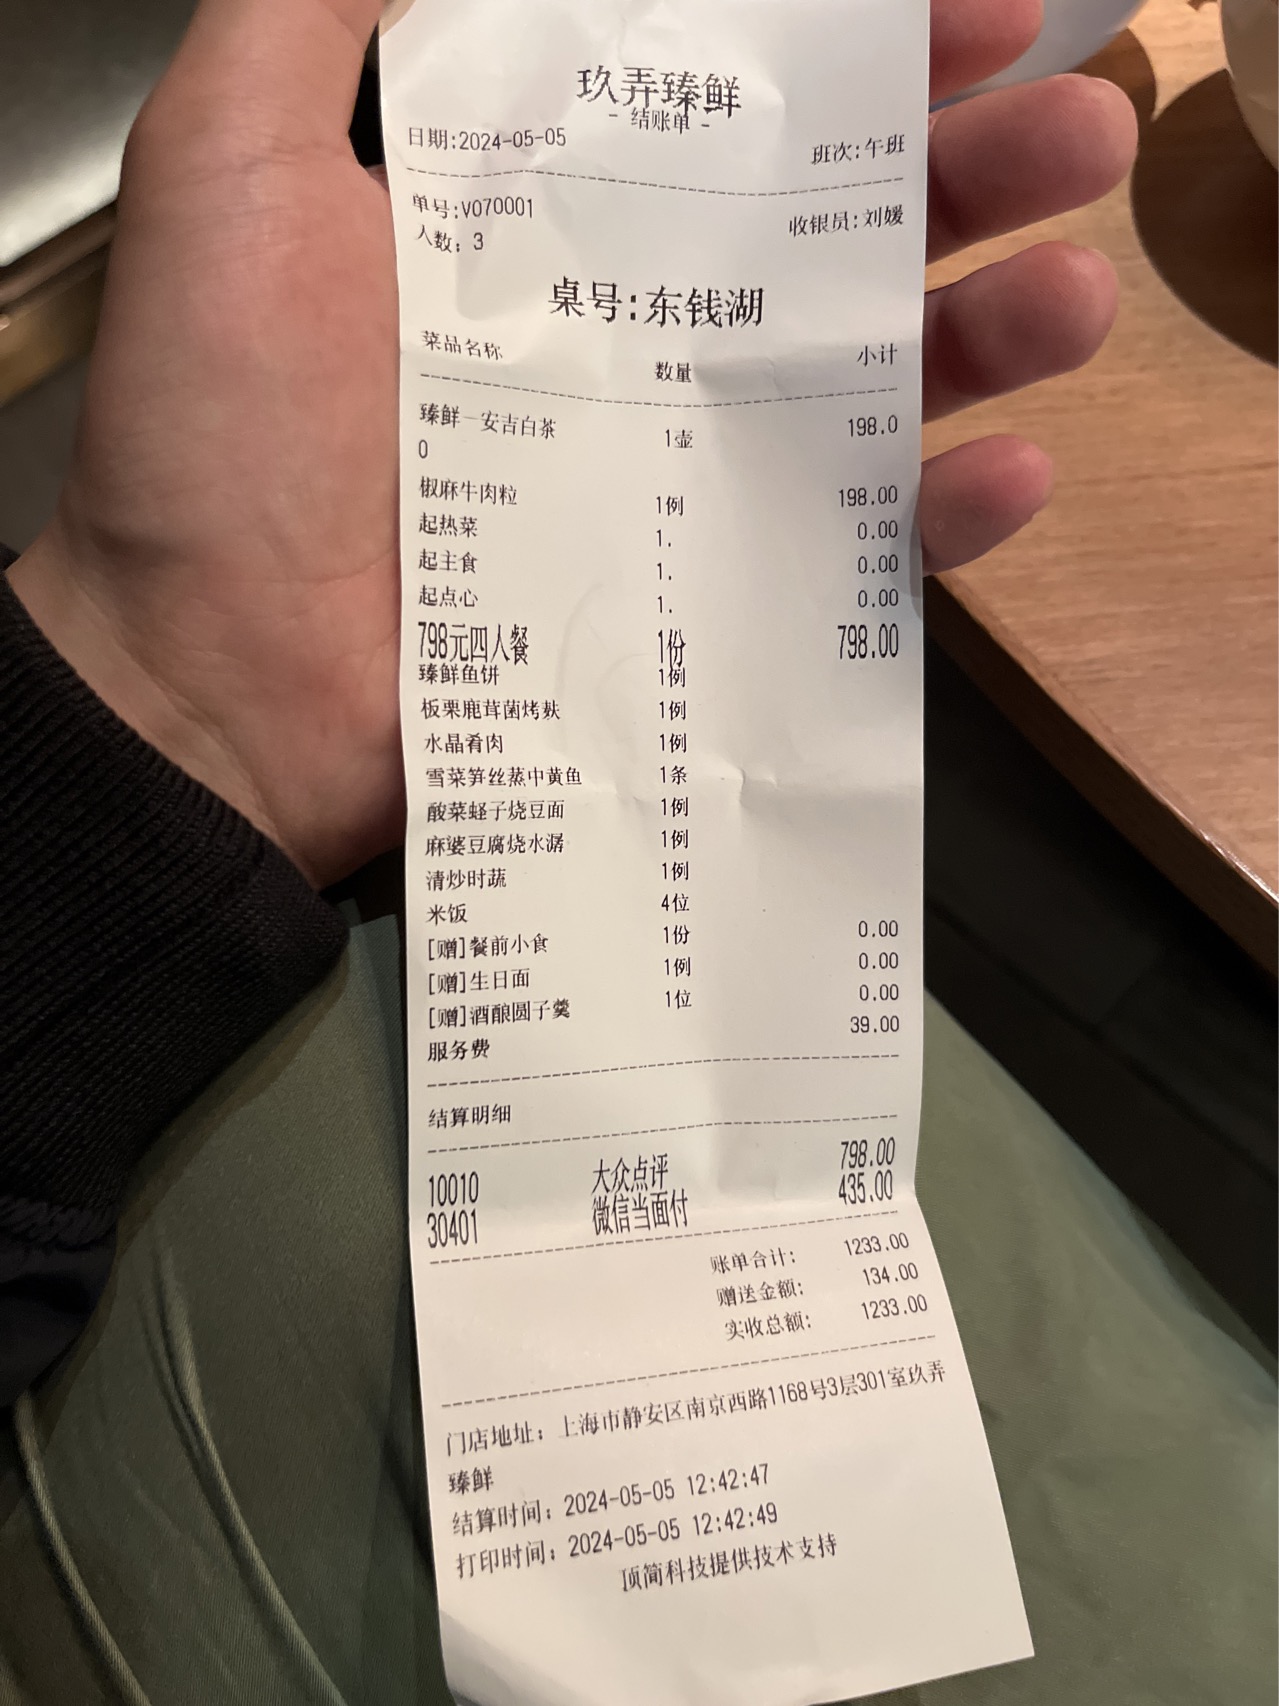 玖弄臻鲜
- 结账单 -
日期:2024-05-05 班次:午班
单号:V070001 收银员:刘媛
人数: 3
桌号:东钱湖
菜品名称 数量 小计
臻鲜一安吉白茶 1壶 198.0
0
椒麻牛肉粒 1例 198.00
起热菜 1. 0.00
起主食 1. 0.00
起点心 1. 0.00
798元四人餐 1份 798.00
臻鲜鱼饼 1例
板栗鹿茸菌烤麸 1例
水晶肴肉 1例
雪菜笋丝蒸中黄鱼 1条
酸菜蛏子烧豆面 1例
麻婆豆腐烧水潺 1例
清炒时蔬 1例
米饭 4位
[赠]餐前小食 1份 0.00
[赠]生日面 1例 0.00
[赠]酒酿圆子羹 1位 0.00
服务费 39.00
结算明细
10010 大众点评 798.00
30401 微信当面付 435.00
账单合计: 1233.00
赠送金额: 134.00
实收总额: 1233.00
门店地址: 上海市静安区南京西路1168号3层301室玖弄
臻鲜
结算时间: 2024-05-05 12:42:47
打印时间: 2024-05-05 12:42:49
顶简科技提供技术支持